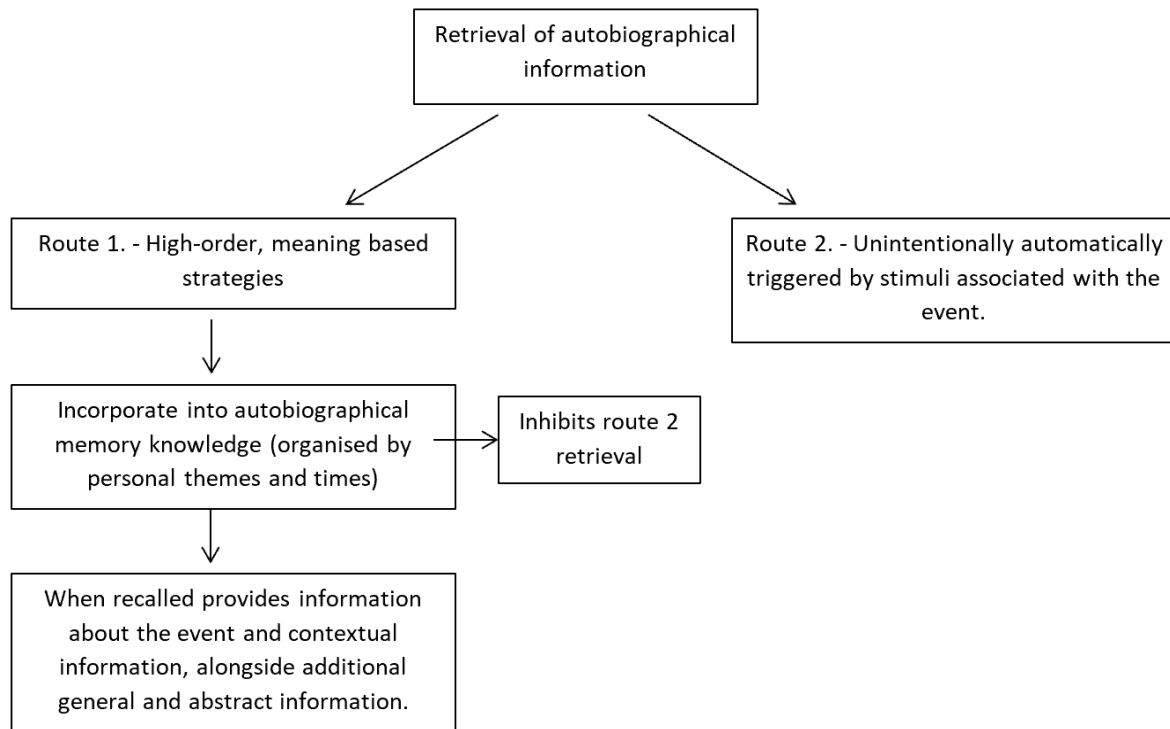 Retrieval of autobiographical
information
Route 1. - High-order, meaning based
strategies
Route 2. - Unintentionally automatically
triggered by stimuli associated with the
event.
Incorporate into autobiographical
memory knowledge (organised by
personal themes and times)
Inhibits route 2
retrieval
When recalled provides information
about the event and contextual
information, alongside additional
general and abstract information.